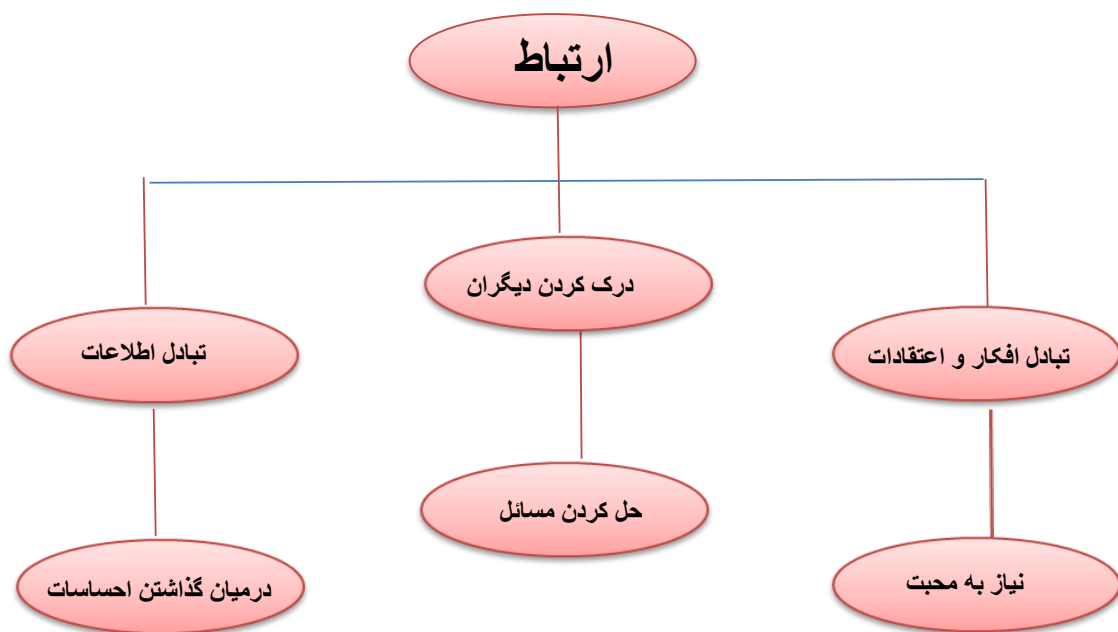 ارتباط
درک کردن دیگران
تبادل افکار و اعتقادات
تبادل اطلاعات
حل کردن مسائل
نیاز به محبت
درمیان گذاشتن احساسات